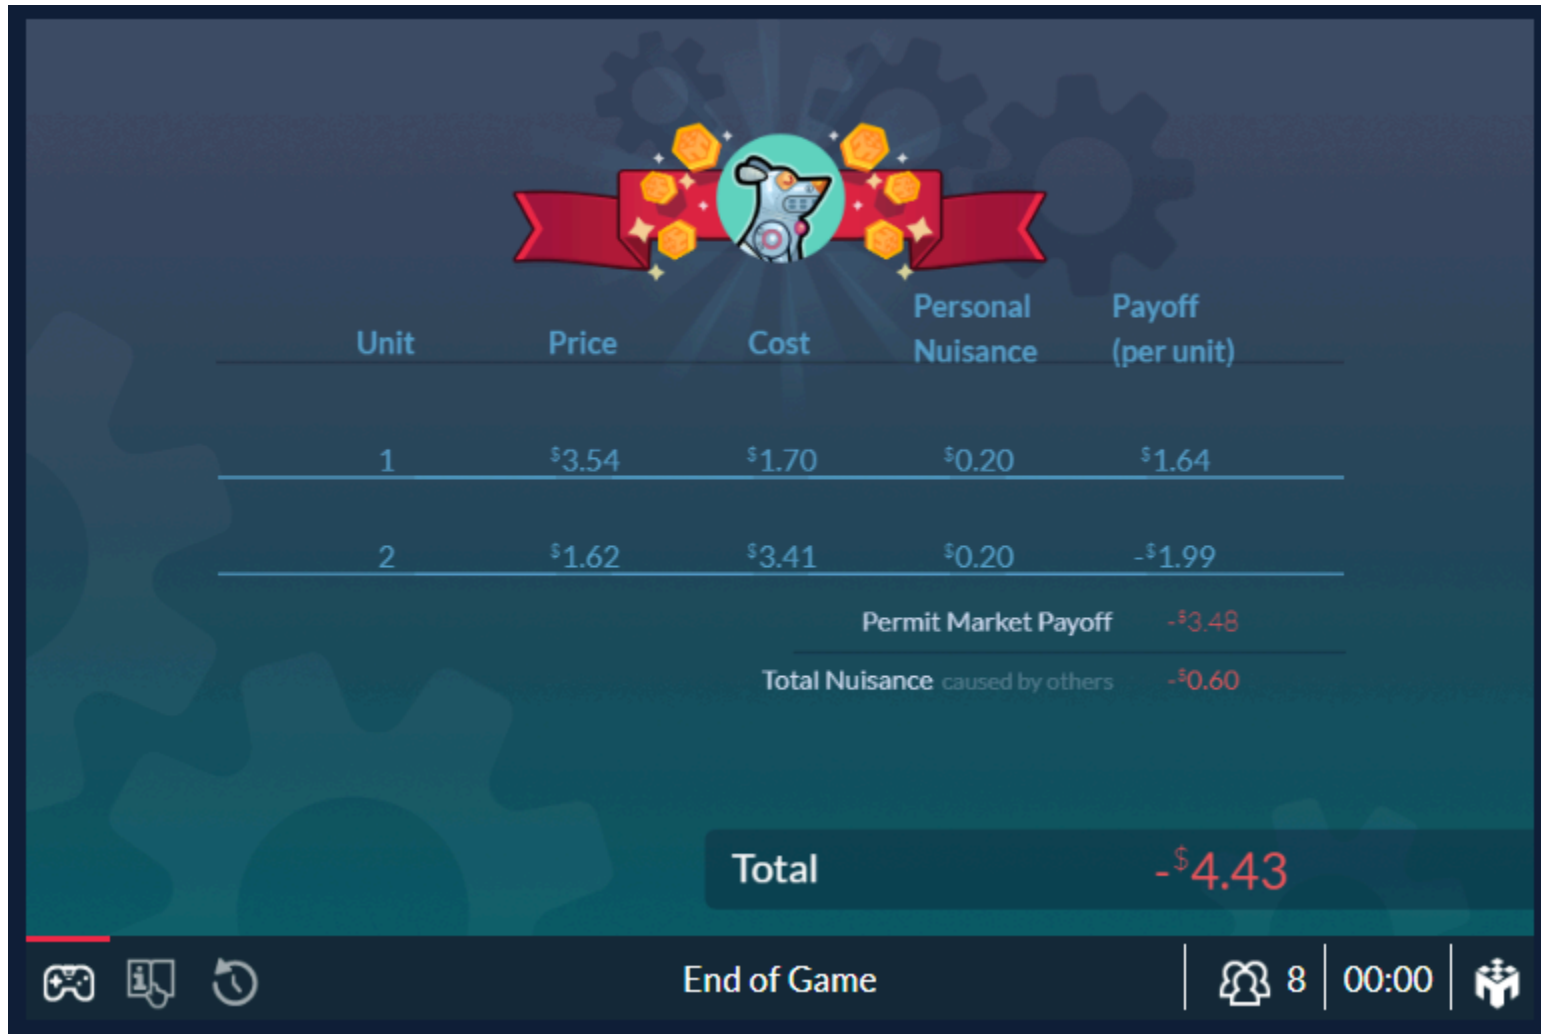 Unit Price Cost Personal Nuisance Payoff (per unit)
1 $3.54 $1.70 $0.20 $1.64
2 $1.62 $3.41 $0.20 -$1.99
Permit Market Payoff -$3.48
Total Nuisance caused by others -$0.60
Total -$4.43
End of Game 8 00:00